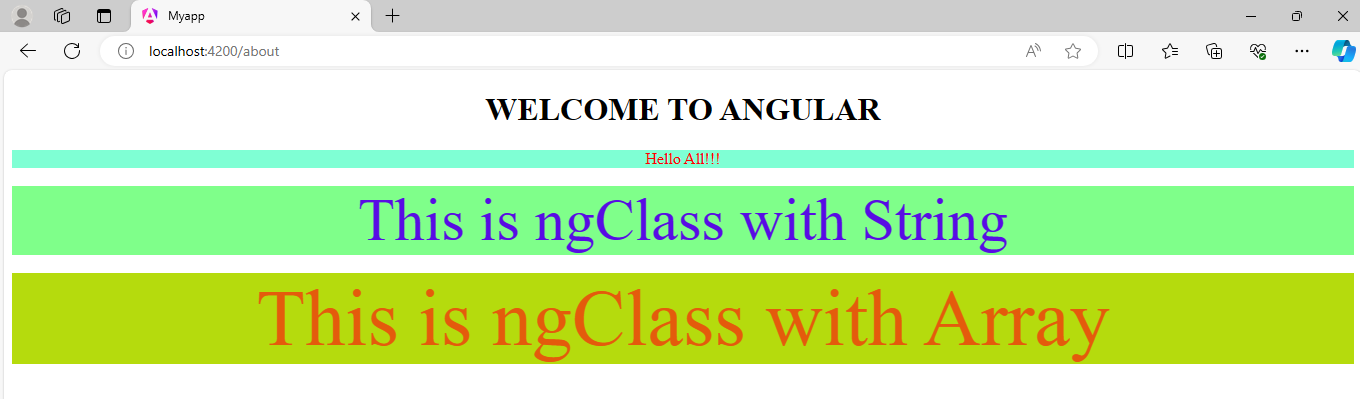 Myapp
localhost:4200/about
WELCOME TO ANGULAR
Hello All!!!
This is ngClass with String
This is ngClass with Array